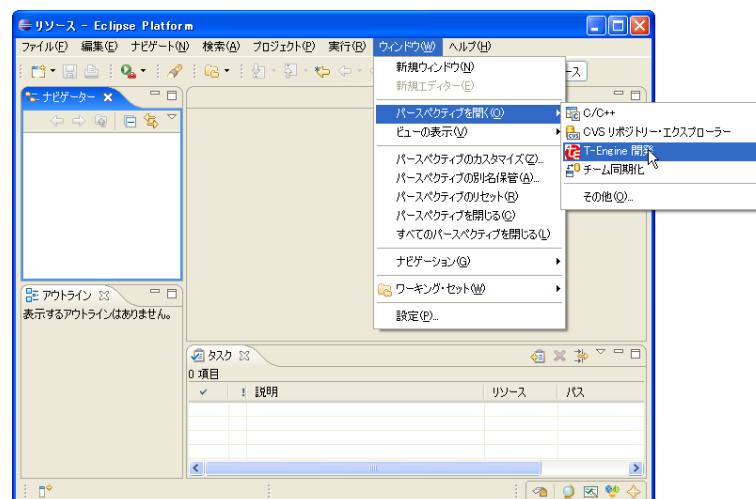 リソース - Eclipse Platform
ファイル(F) 編集(E) ナビゲート(N) 検索(A) プロジェクト(P) 実行(R) ウィンドウ(W) ヘルプ(H)
新規ウィンドウ(N)
新規エディター(E)
ース
ナビゲーター
パースペクティブを開く(O)
C/C++
ビューの表示(V)
CVS リポジトリー・エクスプローラー
T-Engine 開発
パースペクティブのカスタマイズ(Z)...
チーム同期化
パースペクティブの別名保管(A)...
パースペクティブのリセット(R)
その他(O)...
パースペクティブを閉じる(C)
すべてのパースペクティブを閉じる(L)
ナビゲーション(G)
ワーキング・セット(W)
設定(P)...
アウトライン
表示するアウトラインはありません。
タスク
0 項目
! 説明 リソース パス